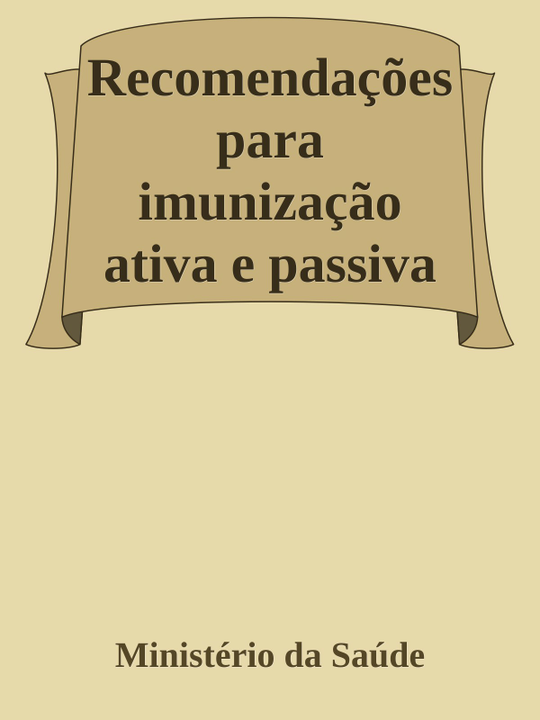 Recomendações
para
imunização
ativa e passiva
Ministério da Saúde